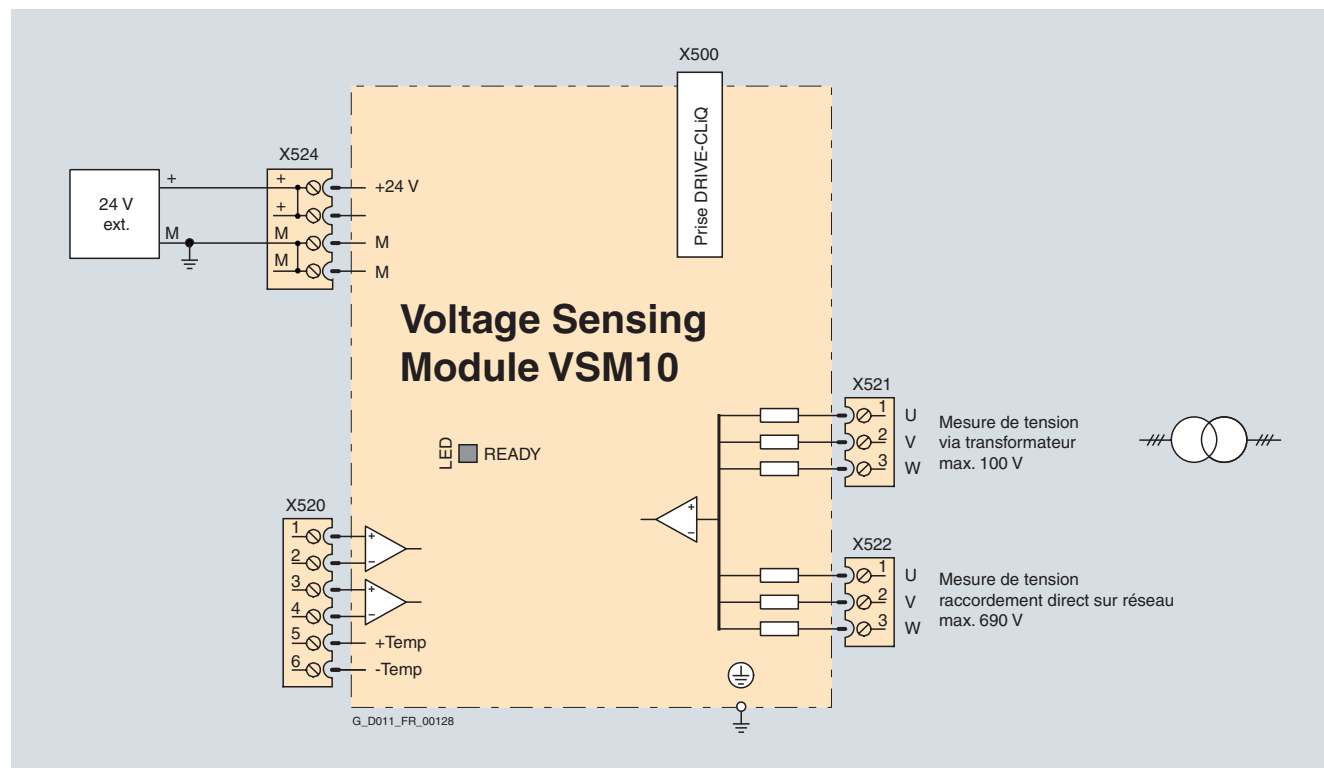 X500
Prise DRIVE-CLiQ
X524
24 V
ext.
+
M
+
+
M
M
+24 V
M
M
Voltage Sensing
Module VSM10
LED
READY
X520
1
2
3
4
5
6
+
–
+
–
+Temp
-Temp
X521
1
2
3
U
V
W
Mesure de tension
via transformateur
max. 100 V
+
–
X522
1
2
3
U
V
W
Mesure de tension
raccordement direct sur réseau
max. 690 V
G_D011_FR_00128